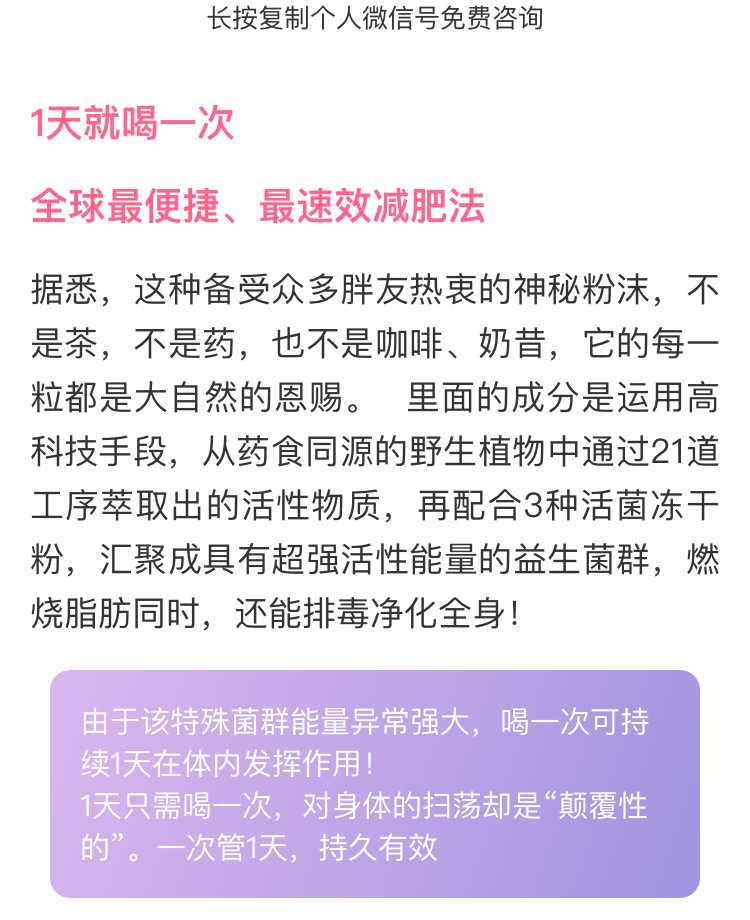 长按复制个人微信号免费咨询
1天就喝一次
全球最便捷、最速效减肥法
据悉，这种备受众多胖友热衷的神秘粉沫，不
是茶，不是药，也不是咖啡、奶昔，它的每一
粒都是大自然的恩赐。 里面的成分是运用高
科技手段，从药食同源的野生植物中通过21道
工序萃取出的活性物质，再配合3种活菌冻干
粉，汇聚成具有超强活性能量的益生菌群，燃
烧脂肪同时，还能排毒净化全身！
由于该特殊菌群能量异常强大，喝一次可持
续1天在体内发挥作用！
1天只需喝一次，对身体的扫荡却是“颠覆性
的”。一次管1天，持久有效